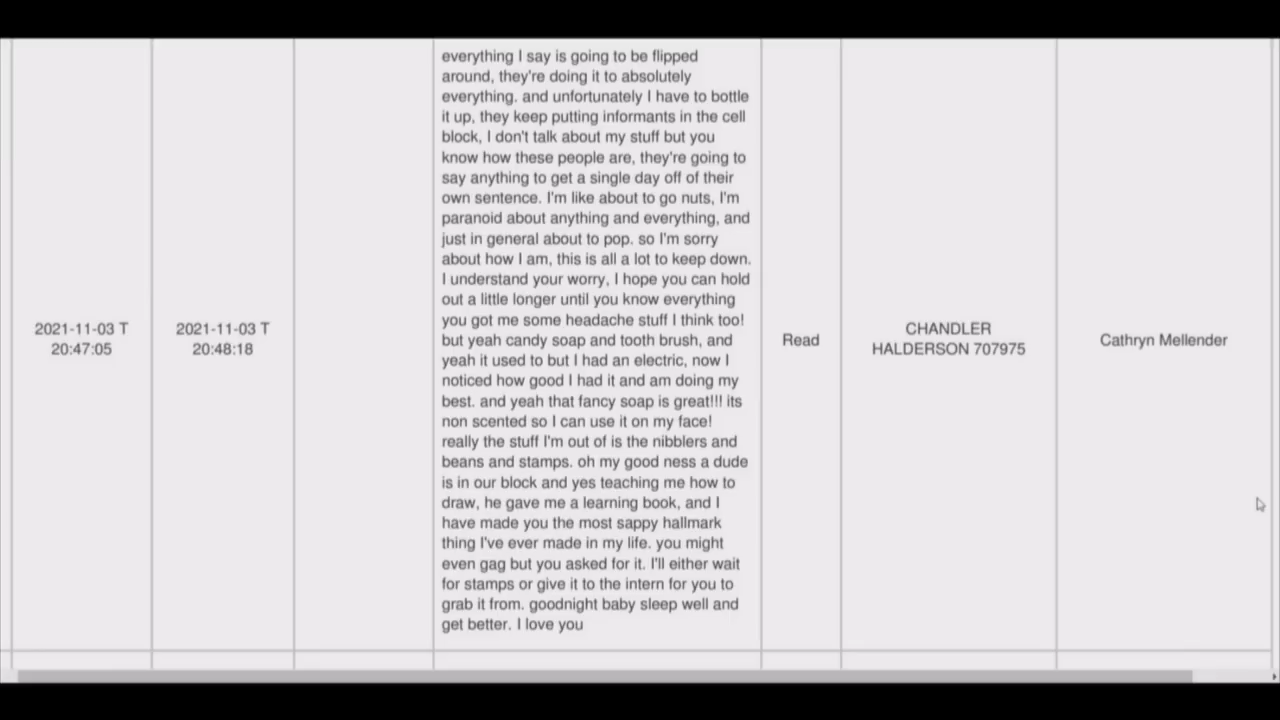 everything I say is going to be flipped
around, they're doing it to absolutely
everything. and unfortunately I have to bottle
it up, they keep putting informants in the cell
block, I don't talk about my stuff but you
know how these people are, they're going to
say anything to get a single day off of their
own sentence. I'm like about to go nuts, I'm
paranoid about anything and everything, and
just in general about to pop. so I'm sorry
about how I am, this is all a lot to keep down.
I understand your worry, I hope you can hold
out a little longer until you know everything
you got me some headache stuff I think too!
but yeah candy soap and tooth brush, and
yeah it used to but I had an electric, now I
noticed how good I had it and am doing my
best. and yeah that fancy soap is great!!! its
non scented so I can use it on my face!
really the stuff I'm out of is the nibblers and
beans and stamps. oh my good ness a dude
is in our block and yes teaching me how to
draw, he gave me a learning book, and I
have made you the most sappy hallmark
thing I've ever made in my life. you might
even gag but you asked for it. I'll either wait
for stamps or give it to the intern for you to
grab it from. goodnight baby sleep well and
get better. I love you
2021-11-03 T
20:47:05
2021-11-03 T
20:48:18
Read
CHANDLER
HALDERSON 707975
Cathryn Mellender